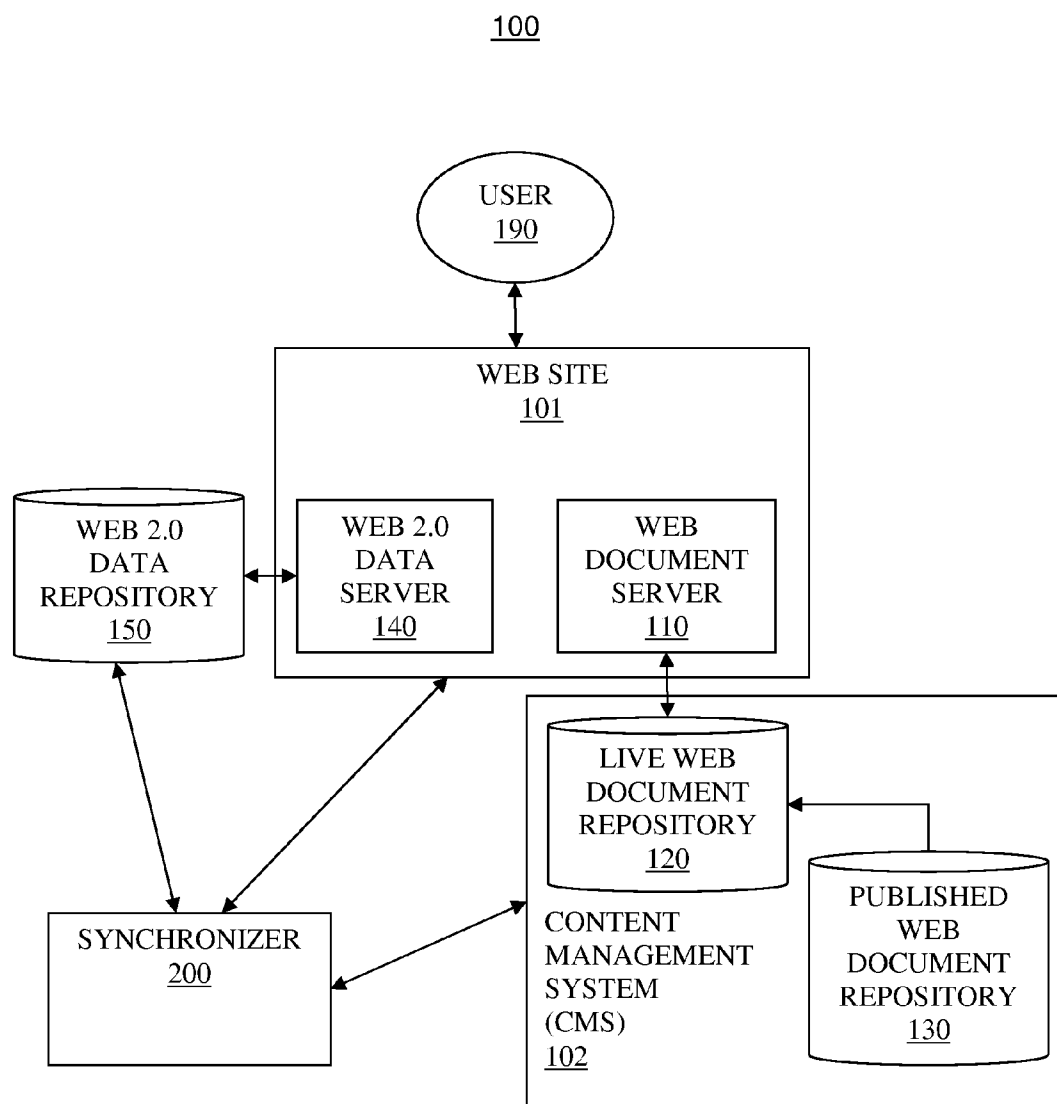 100
USER
190
WEB SITE
101
WEB 2.0
DATA
REPOSITORY
150
WEB 2.0
DATA
SERVER
140
WEB
DOCUMENT
SERVER
110
LIVE WEB
DOCUMENT
REPOSITORY
120
PUBLISHED
WEB
DOCUMENT
REPOSITORY
130
SYNCHRONIZER
200
CONTENT
MANAGEMENT
SYSTEM
(CMS)
102